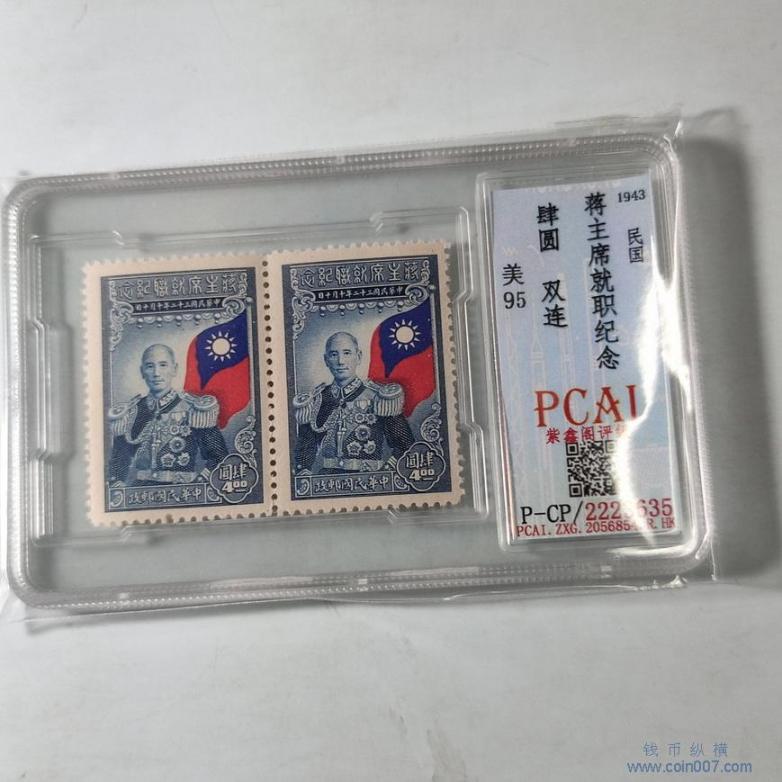 蔣主席就職紀念
中華民國三十二年十月十日
肆圓
4.00
中華民國郵政
蔣主席就職紀念
中華民國三十二年十月十日
肆圓
4.00
中華民國郵政
1943 民国
蒋主席就职纪念
肆圆 双连
美
95
PCAI
紫鑫阁评
P-CP/
PCAI.ZXG.
钱币纵横
www.coin007.com